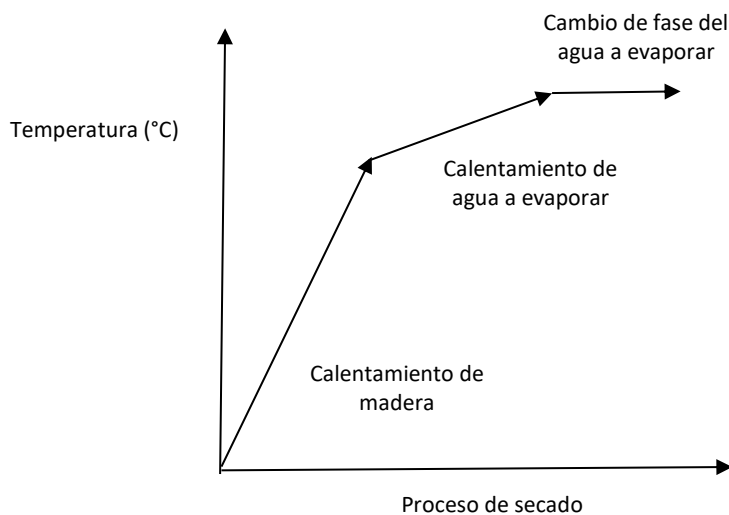 Cambio de fase del
agua a evaporar
Temperatura (°C)
Calentamiento de
agua a evaporar
Calentamiento de
madera
Proceso de secado